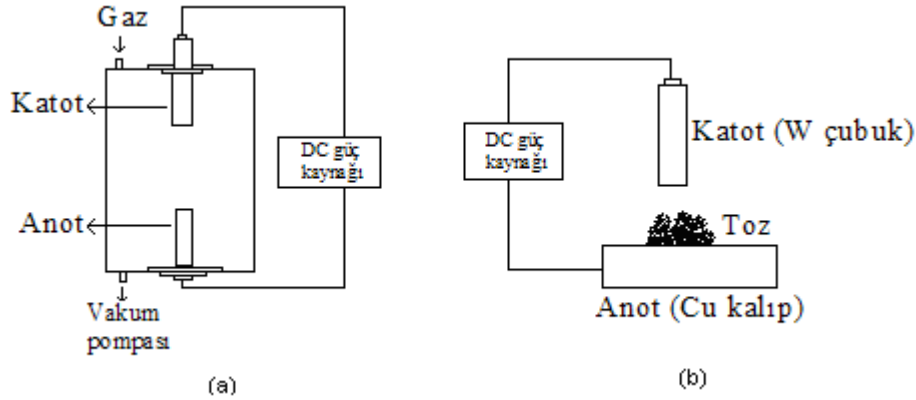 Gaz
Katot
DC güç
kaynağı
Anot
Vakum
pompası
(a)
DC güç
kaynağı
Katot (W çubuk)
Toz
Anot (Cu kalıp)
(b)